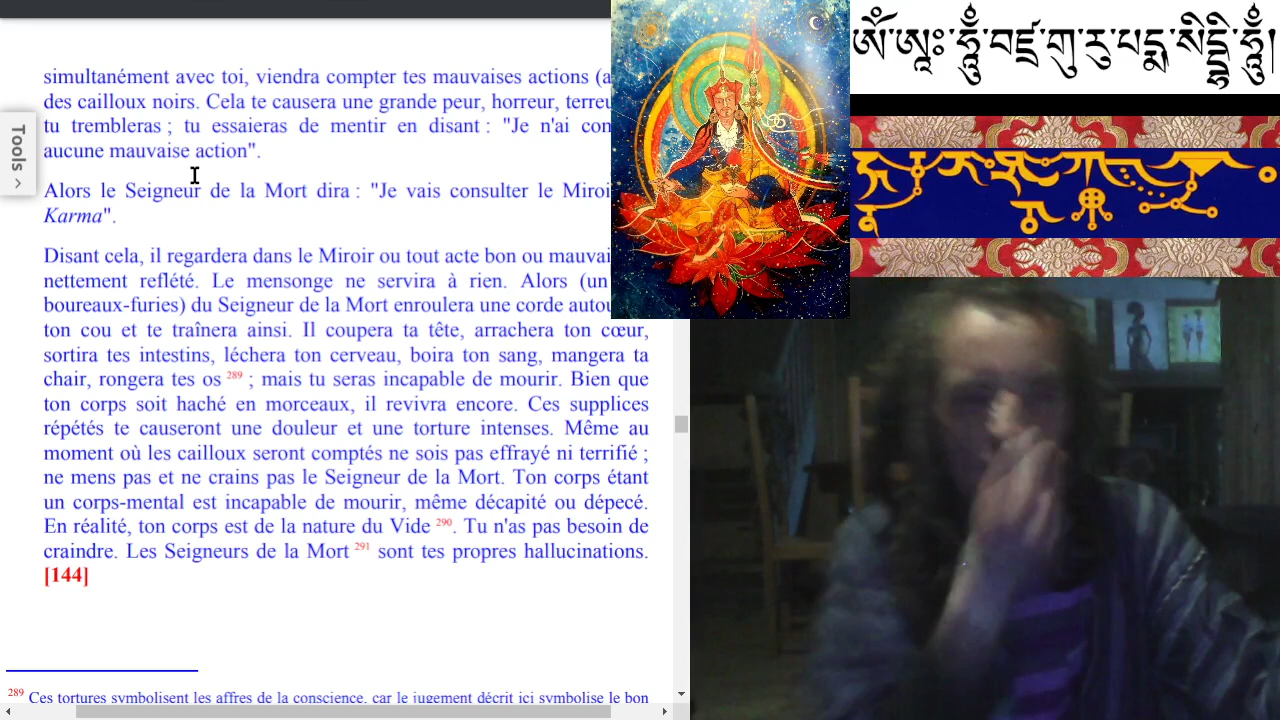 simultanément avec toi, viendra compter tes mauvaises actions (a
des cailloux noirs. Cela te causera une grande peur, horreur, terreu
tu trembleras ; tu essaieras de mentir en disant : "Je n'ai con
aucune mauvaise action".
Alors le Seigneur de la Mort dira : "Je vais consulter le Miroi
Karma".
Disant cela, il regardera dans le Miroir ou tout acte bon ou mauvai
nettement reflété. Le mensonge ne servira à rien. Alors (un
boureaux-furies) du Seigneur de la Mort enroulera une corde autou
ton cou et te traînera ainsi. Il coupera ta tête, arrachera ton cœur,
sortira tes intestins, léchera ton cerveau, boira ton sang, mangera ta
chair, rongera tes os 289 ; mais tu seras incapable de mourir. Bien que
ton corps soit haché en morceaux, il revivra encore. Ces supplices
répétés te causeront une douleur et une torture intenses. Même au
moment où les cailloux seront comptés ne sois pas effrayé ni terrifié ;
ne mens pas et ne crains pas le Seigneur de la Mort. Ton corps étant
un corps-mental est incapable de mourir, même décapité ou dépecé.
En réalité, ton corps est de la nature du Vide 290. Tu n'as pas besoin de
craindre. Les Seigneurs de la Mort 291 sont tes propres hallucinations.
[144]
289 Ces tortures symbolisent les affres de la conscience, car le jugement décrit ici symbolise le bon
Tools
ༀ་ཨཱཿ་ཧཱུྃ་བཛྲ་གུ་རུ་པདྨ་སིདྡྷི་ཧཱུྃ།